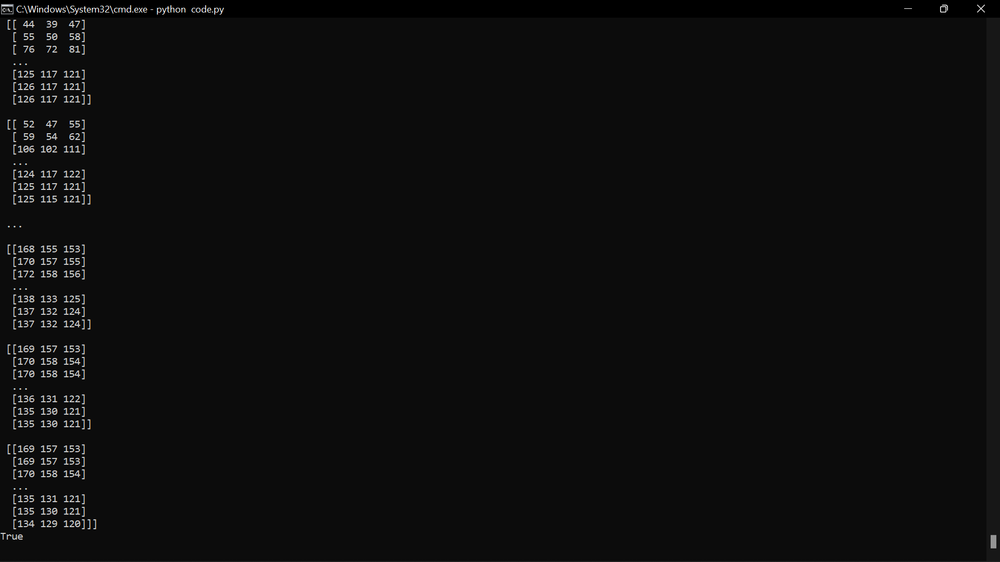 C:\Windows\System32\cmd.exe - python  code.py
[[ 44  39  47]
[ 55  50  58]
[ 76  72  81]
...
[125 117 121]
[126 117 121]
[126 117 121]]
[[ 52  47  55]
[ 59  54  62]
[106 102 111]
...
[124 117 122]
[125 117 121]
[125 115 121]]
...
[[168 155 153]
[170 157 155]
[172 158 156]
...
[138 133 125]
[137 132 124]
[137 132 124]]
[[169 157 153]
[170 158 154]
[170 158 154]
...
[136 131 122]
[135 130 121]
[135 130 121]]
[[169 157 153]
[169 157 153]
[170 158 154]
...
[135 131 121]
[135 130 121]
[134 129 120]]]
True